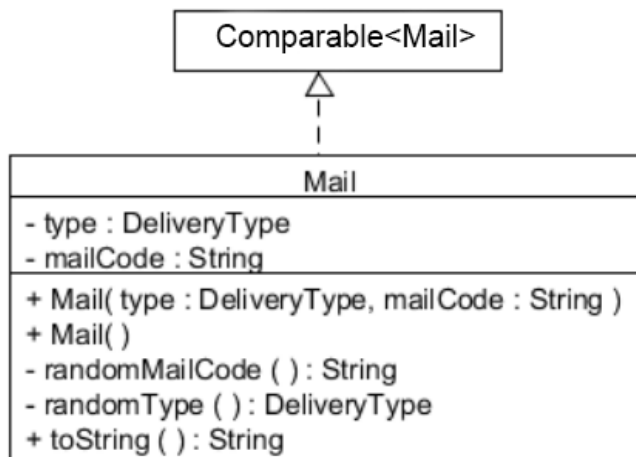 Comparable<Mail>
Mail
- type : DeliveryType
- mailCode : String
+ Mail( type : DeliveryType, mailCode : String )
+ Mail( )
- randomMailCode ( ) : String
- randomType ( ) : DeliveryType
+ toString ( ) : String